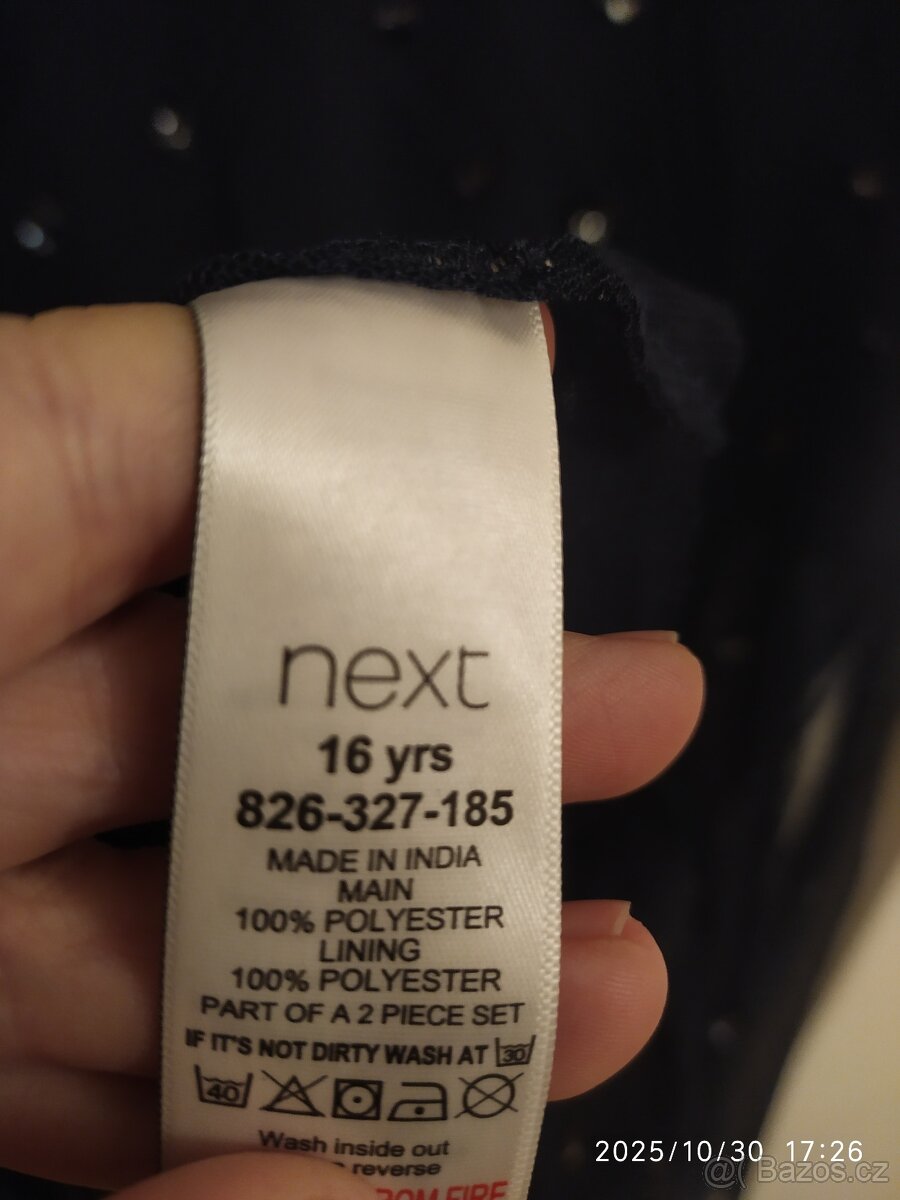 next
16 yrs
826-327-185
MADE IN INDIA
MAIN
100% POLYESTER
LINING
100% POLYESTER
PART OF A 2 PIECE SET
IF IT'S NOT DIRTY WASH AT 30
40
Wash inside out
reverse
FIRE
2025/10/30 17:26
@( Bazos.cz